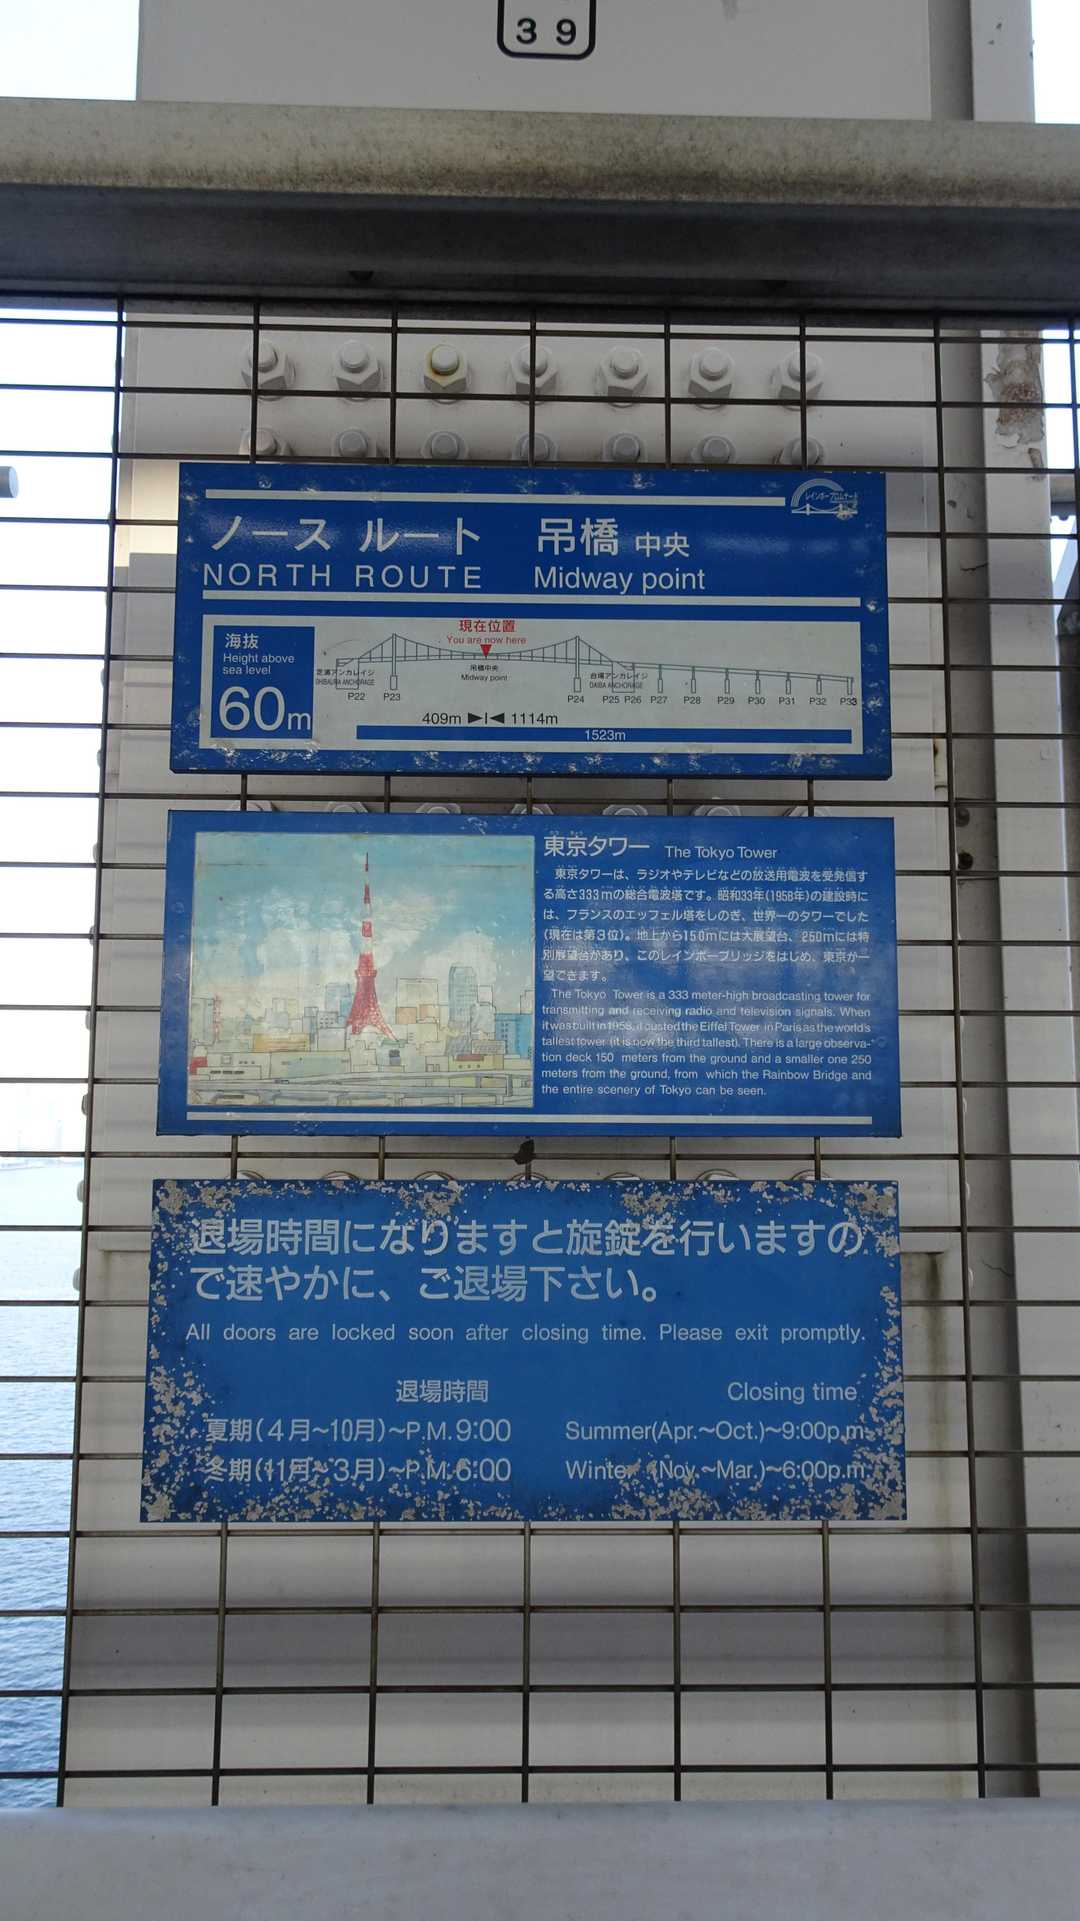 39
レインボープロムナード
ノース ルート 吊橋 中央
NORTH ROUTE Midway point
海抜
Height above
sea level
60m
現在位置
You are now here
吊橋中央
Midway point
芝浦アンカレイジ
SHIBAURA ANCHORAGE
台場アンカレイジ
DAIBA ANCHORAGE
P22 P23 P24 P25 P26 P27 P28 P29 P30 P31 P32 P33
409m 1114m
1523m
東京タワー The Tokyo Tower
東京タワーは、ラジオやテレビなどの放送用電波を受発信す
る高さ333mの総合電波塔です。昭和33年(1958年)の建設時に
は、フランスのエッフェル塔をしのぎ、世界一のタワーでした
(現在は第3位)。地上から150mには大展望台、250mには特
別展望台があり、このレインボーブリッジをはじめ、東京が一
望できます。
The Tokyo Tower is a 333 meter-high broadcasting tower for
transmitting and receiving radio and television signals. When
it was built in 1958, it ousted the Eiffel Tower in Paris as the world's
tallest tower (it is now the third tallest). There is a large observa-
tion deck 150 meters from the ground and a smaller one 250
meters from the ground, from which the Rainbow Bridge and
the entire scenery of Tokyo can be seen.
退場時間になりますと旋錠を行いますの
で速やかに、ご退場下さい。
All doors are locked soon after closing time. Please exit promptly.
退場時間 Closing time
夏期(4月~10月)~P.M.9:00 Summer(Apr.~Oct.)~9:00p.m.
冬期(11月~3月)~P.M.6:00 Winter (Nov.~Mar.)~6:00p.m.